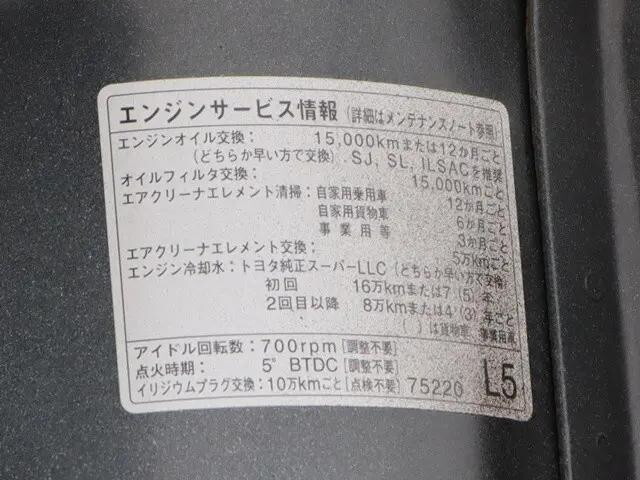 エンジンサービス情報 (詳細はメンテナンスノート参照)
エンジンオイル交換: 15,000kmまたは12か月ごと
(どちらか早い方で交換) SJ, SL, ILSACを推奨
オイルフィルタ交換: 15,000kmごと
エアクリーナエレメント清掃: 自家用乗用車 12か月ごと
自家用貨物車 6か月ごと
事業用等 3か月ごと
エアクリーナエレメント交換: 5万kmごと
エンジン冷却水: トヨタ純正スーパーLLC (どちらか早い方で交換)
初回 16万kmまたは7 (5) 年
2回目以降 8万kmまたは4 (3) 年ごと
( ) は貨物車、事業用車
アイドル回転数: 700rpm [調整不要]
点火時期: 5° BTDC [調整不要]
イリジウムプラグ交換: 10万kmごと [点検不要] 75220 L5